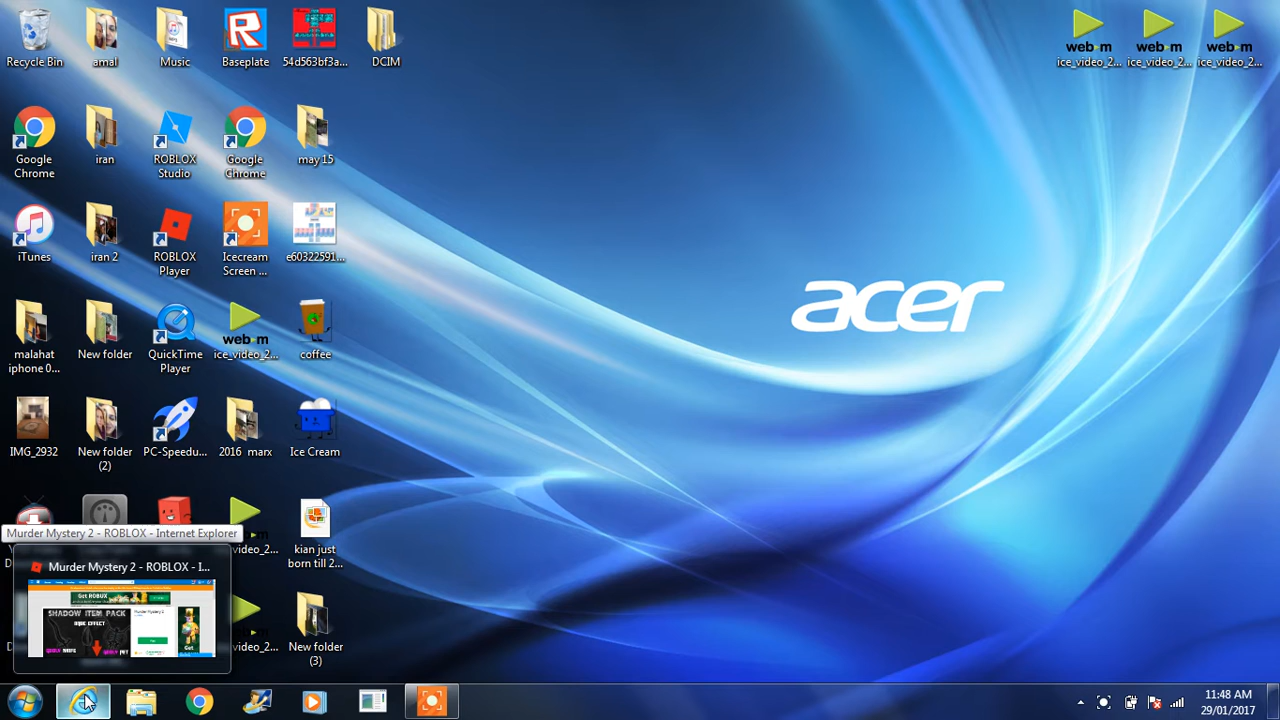 Recycle Bin
amal
Music
Baseplate
54d563bf3a...
DCIM
web-m
ice_video_2...
web-m
ice_video_2...
web-m
ice_video_2...
Google
Chrome
iran
ROBLOX
Studio
Google
Chrome
may 15
iTunes
iran 2
ROBLOX
Player
Icecream
Screen ...
e60322591...
acer
malahat
iphone 0...
New folder
QuickTime
Player
web-m
ice_video_2...
coffee
IMG_2932
New folder
(2)
PC-Speedu...
2016 marx
Ice Cream
Murder Mystery 2 - ROBLOX - Internet Explorer
_video_2...
kian just
born till 2...
Murder Mystery 2 - ROBLOX - I...
Get ROBUX
SHADOW ITEM PACK
Murder Mystery 2
Get
_video_2...
New folder
(3)
11:48 AM
29/01/2017